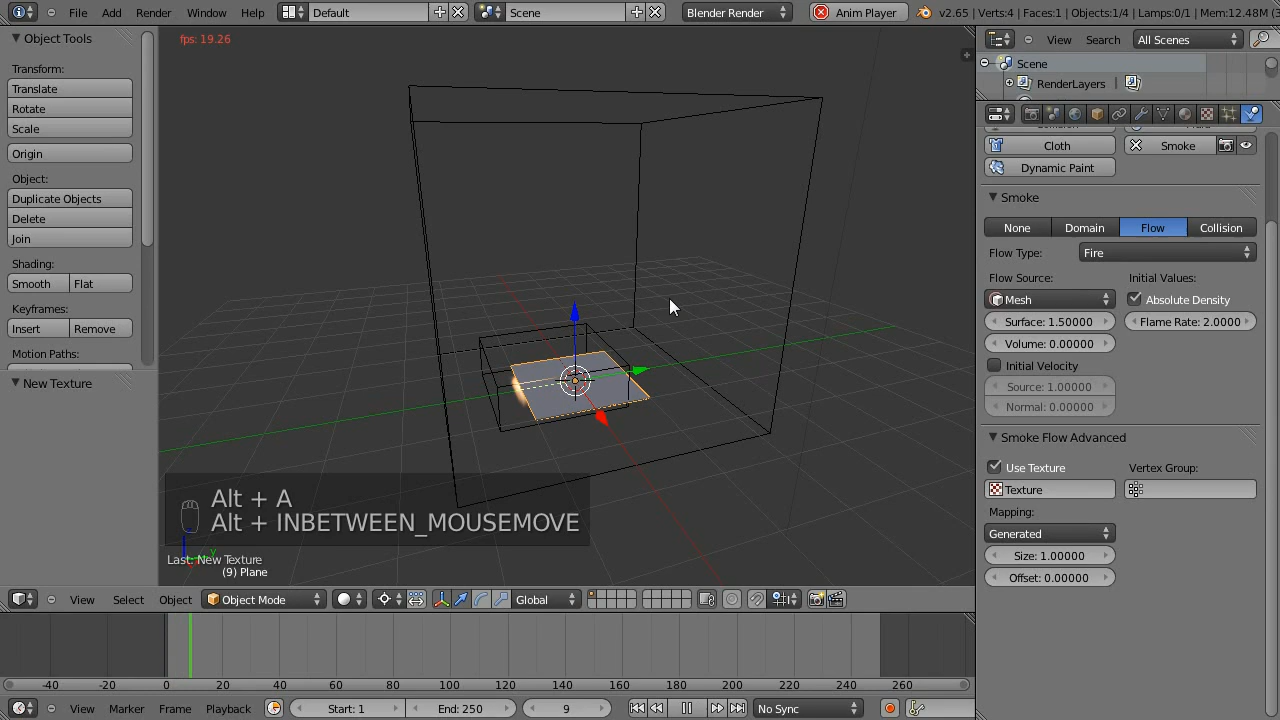 File Add Render Window Help Default Scene Blender Render Anim Player v2.65 | Verts:4 | Faces:1 | Objects:1/4 | Lamps:0/1 | Mem:12.48M
Object Tools
Transform:
Translate
Rotate
Scale
Origin
Object:
Duplicate Objects
Delete
Join
Shading:
Smooth Flat
Keyframes:
Insert Remove
Motion Paths:
New Texture
fps: 19.26
Alt + A
Alt + INBETWEEN_MOUSEMOVE
Last: New Texture
(9) Plane
y
View Select Object Object Mode Global
-40 -20 0 20 40 60 80 100 120 140 160 180 200 220 240 260
View Marker Frame Playback Start: 1 End: 250 9 No Sync
View Search All Scenes
Scene
RenderLayers |
Cloth Smoke
Dynamic Paint
Smoke
None Domain Flow Collision
Flow Type: Fire
Flow Source: Initial Values:
Mesh Absolute Density
Surface: 1.50000 Flame Rate: 2.0000
Volume: 0.00000
Initial Velocity
Source: 1.00000
Normal: 0.00000
Smoke Flow Advanced
Use Texture Vertex Group:
Texture
Mapping:
Generated
Size: 1.00000
Offset: 0.00000